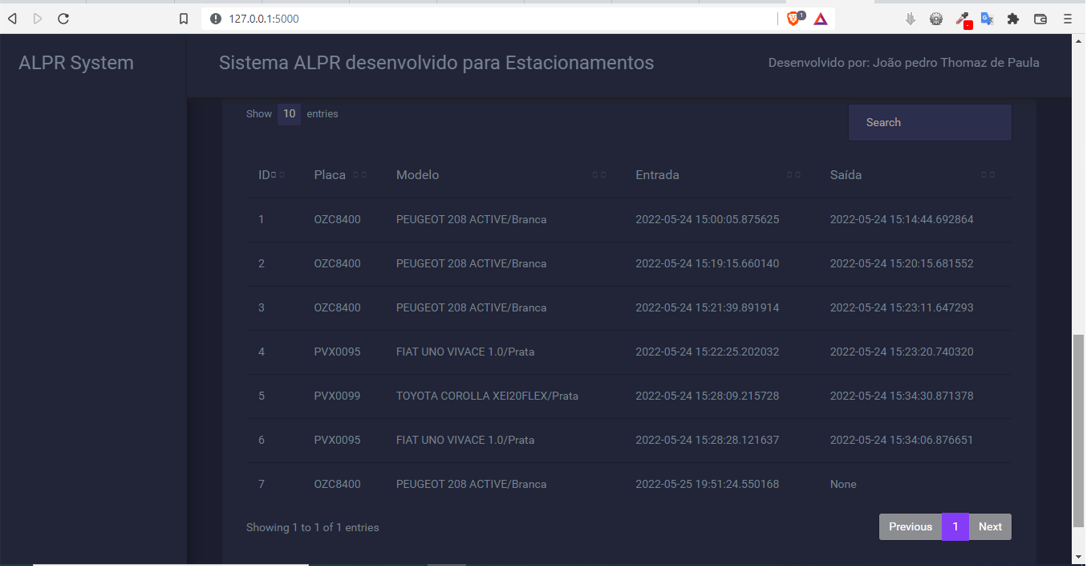 127.0.0.1:5000
1
ALPR System
Sistema ALPR desenvolvido para Estacionamentos
Desenvolvido por: João pedro Thomaz de Paula
Show 10 entries
Search
ID Placa Modelo Entrada Saída
1 OZC8400 PEUGEOT 208 ACTIVE/Branca 2022-05-24 15:00:05.875625 2022-05-24 15:14:44.692864
2 OZC8400 PEUGEOT 208 ACTIVE/Branca 2022-05-24 15:19:15.660140 2022-05-24 15:20:15.681552
3 OZC8400 PEUGEOT 208 ACTIVE/Branca 2022-05-24 15:21:39.891914 2022-05-24 15:23:11.647293
4 PVX0095 FIAT UNO VIVACE 1.0/Prata 2022-05-24 15:22:25.202032 2022-05-24 15:23:20.740320
5 PVX0099 TOYOTA COROLLA XEI20FLEX/Prata 2022-05-24 15:28:09.215728 2022-05-24 15:34:30.871378
6 PVX0095 FIAT UNO VIVACE 1.0/Prata 2022-05-24 15:28:28.121637 2022-05-24 15:34:06.876651
7 OZC8400 PEUGEOT 208 ACTIVE/Branca 2022-05-25 19:51:24.550168 None
Showing 1 to 1 of 1 entries
Previous 1 Next